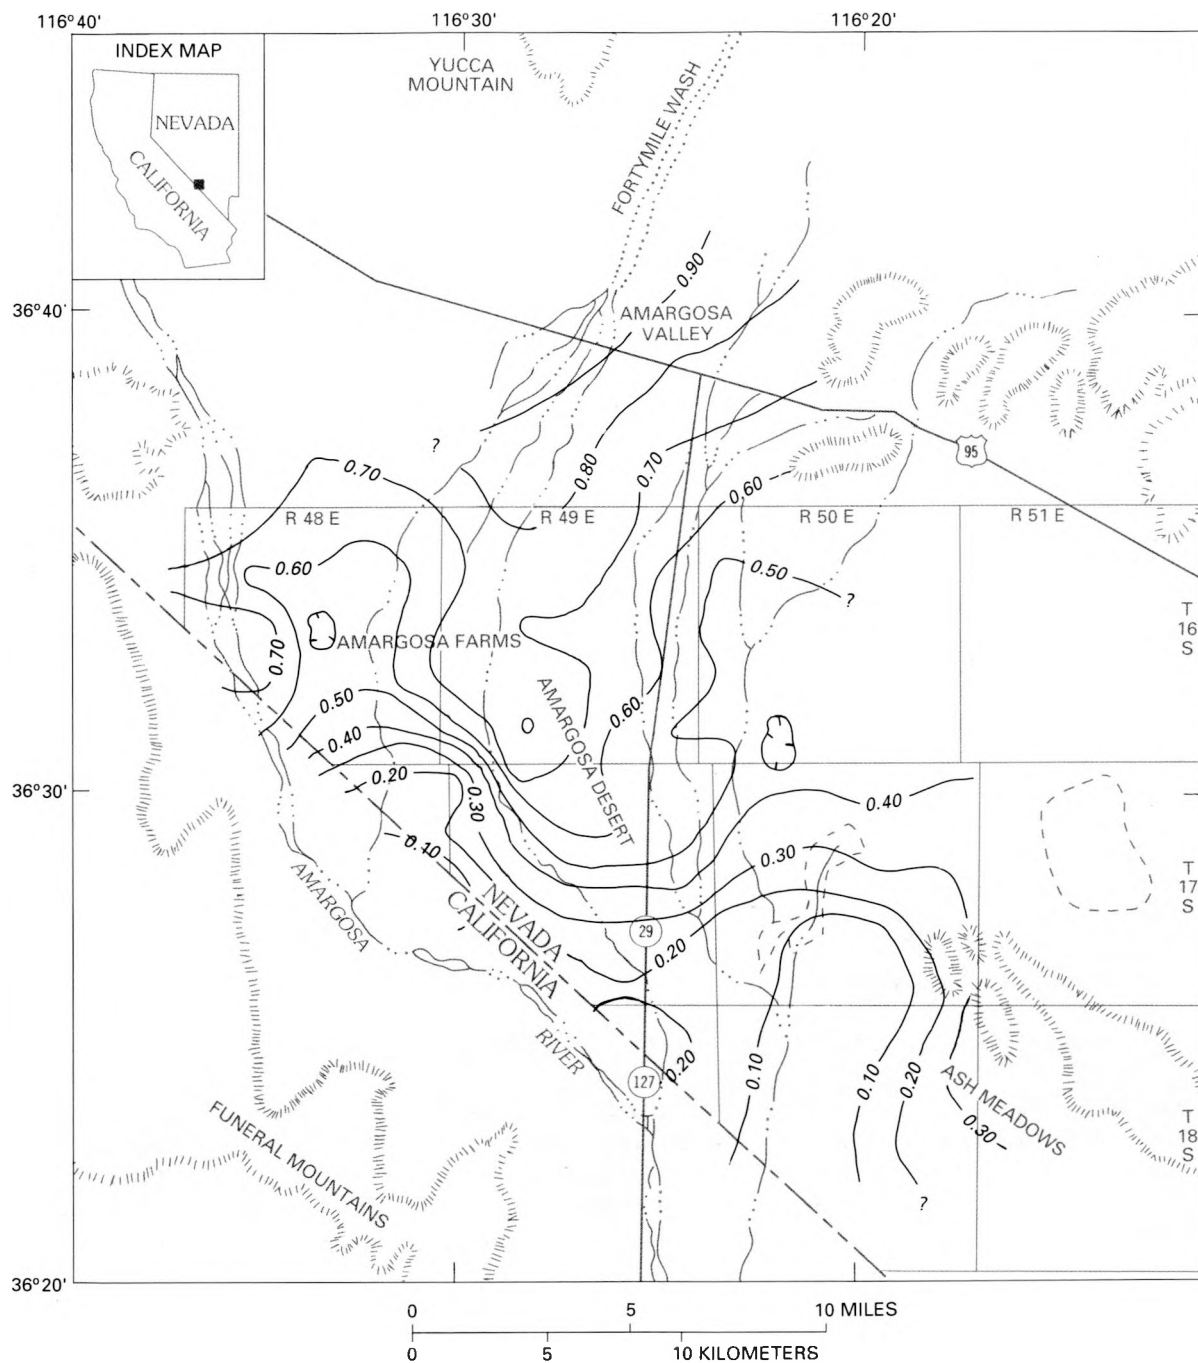 116°40'
116°30'
116°20'
INDEX MAP
NEVADA
CALIFORNIA
YUCCA
MOUNTAIN
FORTYMILE WASH
0.90
36°40'
AMARGOSA
VALLEY
?
0.70
0.80
0.70
0.60
95
R 48 E
R 49 E
R 50 E
R 51 E
0.60
0.50
?
T
16
S
AMARGOSA FARMS
0.70
0.50
0.60
AMARGOSA DESERT
0.40
36°30'
0.20
0.30
0.40
0.10
0.30
T
17
S
AMARGOSA
NEVADA
CALIFORNIA
29
0.20
RIVER
0.20
127
0.10
0.10
0.20
ASH MEADOWS
0.30
T
18
S
FUNERAL MOUNTAINS
?
36°20'
0 5 10 MILES
0 5 10 KILOMETERS